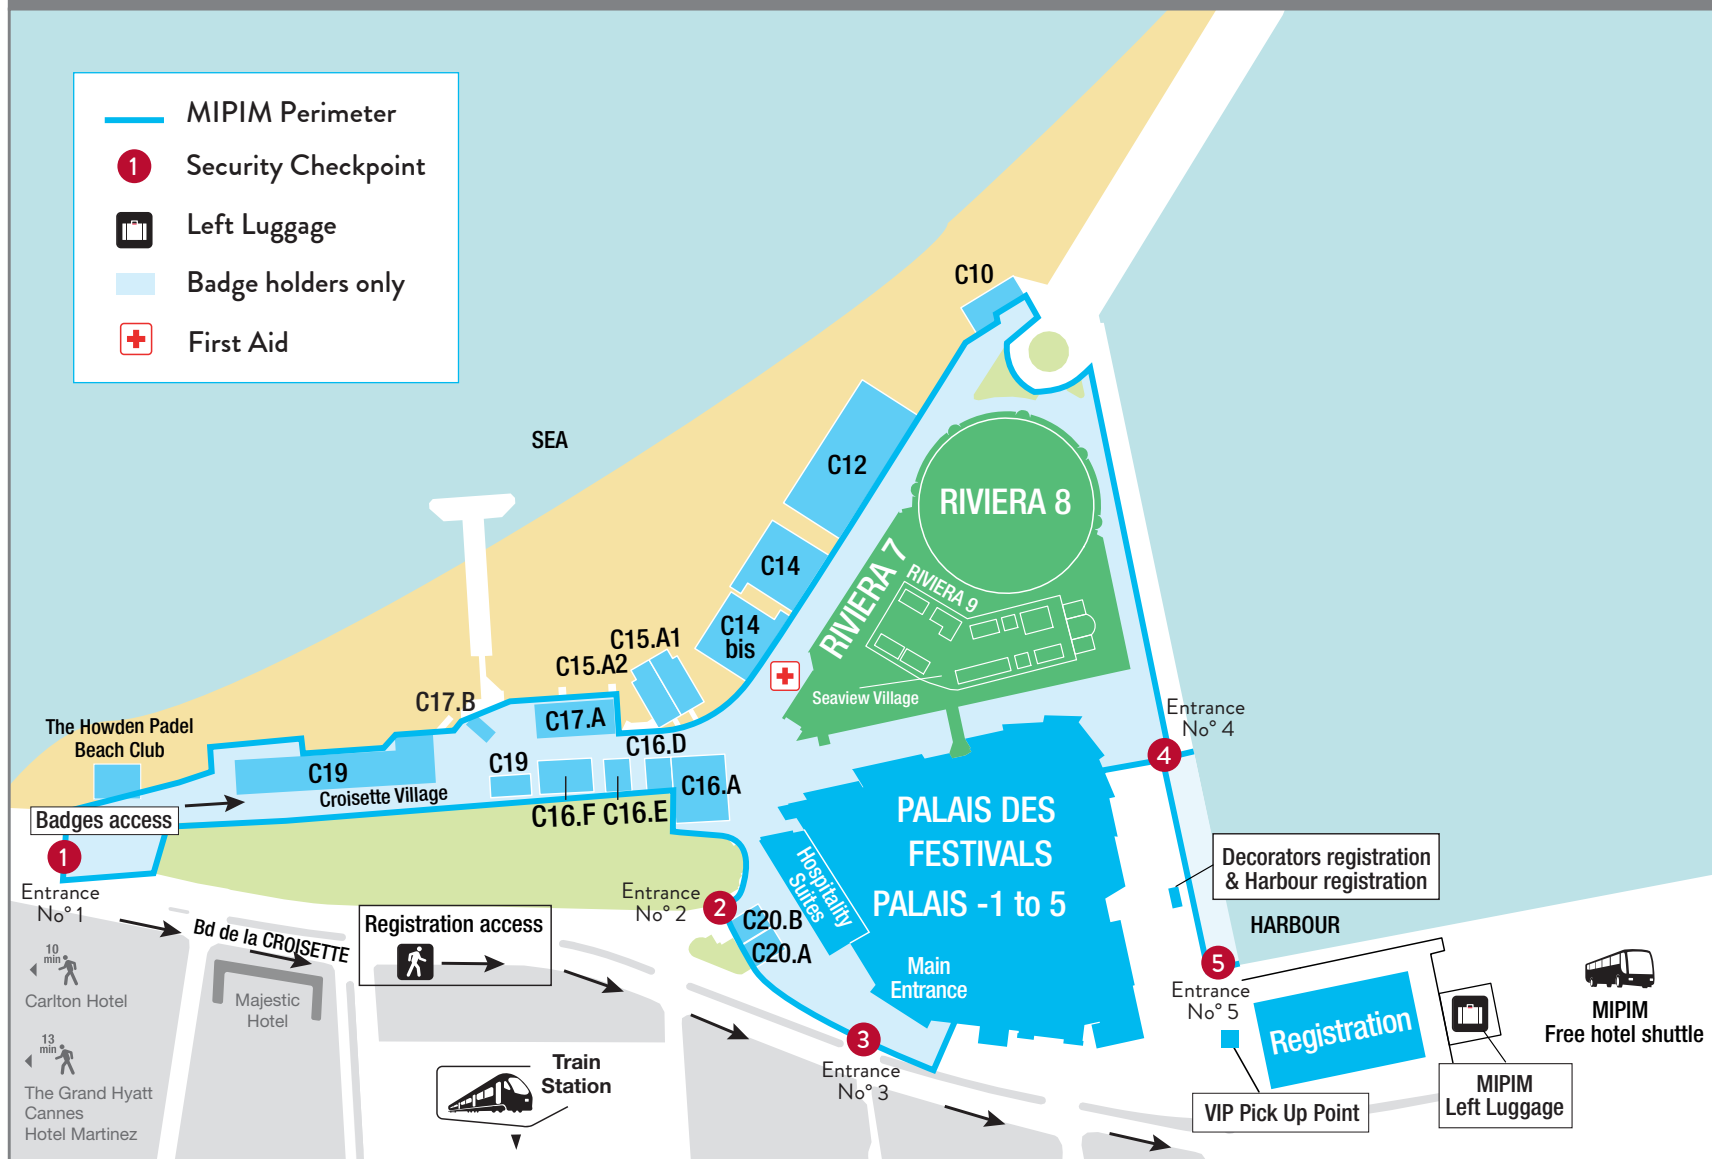 MIPIM Perimeter
1
Security Checkpoint
Left Luggage
Badge holders only
First Aid
SEA
C10
C12
C14
C14
bis
C15.A1
C15.A2
C17.B
C17.A
C16.D
C19
C19
C16.A
C16.F
C16.E
Croisette Village
The Howden Padel
Beach Club
Badges access
1
Entrance
N° 1
RIVIERA 8
RIVIERA 7
RIVIERA 9
Seaview Village
Entrance
N° 4
4
PALAIS DES
FESTIVALS
PALAIS -1 to 5
Hospitality
Suites
Main
Entrance
Entrance
N° 2
2
C20.B
C20.A
3
Entrance
N° 3
Decorators registration
& Harbour registration
HARBOUR
5
Entrance
N° 5
Registration
VIP Pick Up Point
MIPIM
Left Luggage
MIPIM
Free hotel shuttle
Bd de la CROISETTE
Registration access
10
min
Carlton Hotel
Majestic
Hotel
13
min
The Grand Hyatt
Cannes
Hotel Martinez
Train
Station